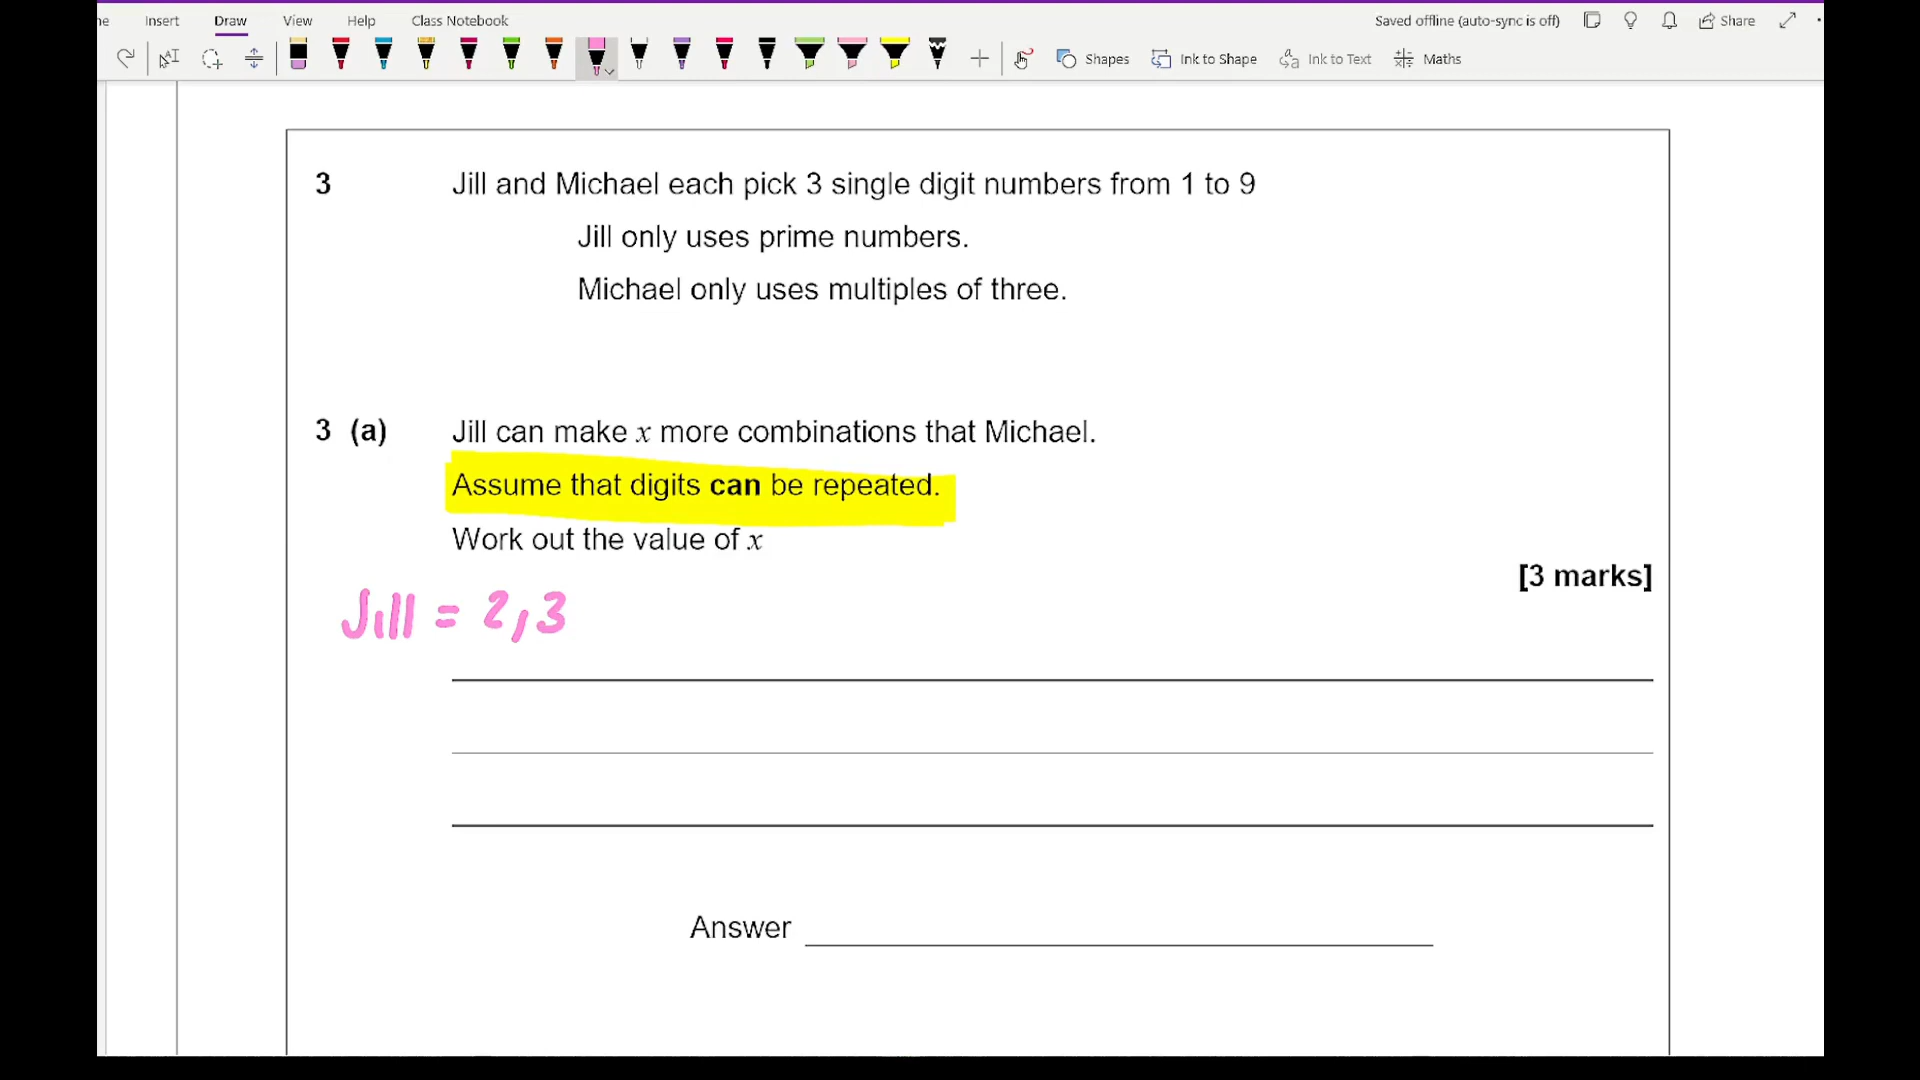 ne Insert Draw View Help Class Notebook Saved offline (auto-sync is off) Share
Shapes Ink to Shape Ink to Text Maths
3 Jill and Michael each pick 3 single digit numbers from 1 to 9
Jill only uses prime numbers.
Michael only uses multiples of three.
3 (a) Jill can make x more combinations that Michael.
Assume that digits can be repeated.
Work out the value of x
[3 marks]
Jill = 2,3
Answer